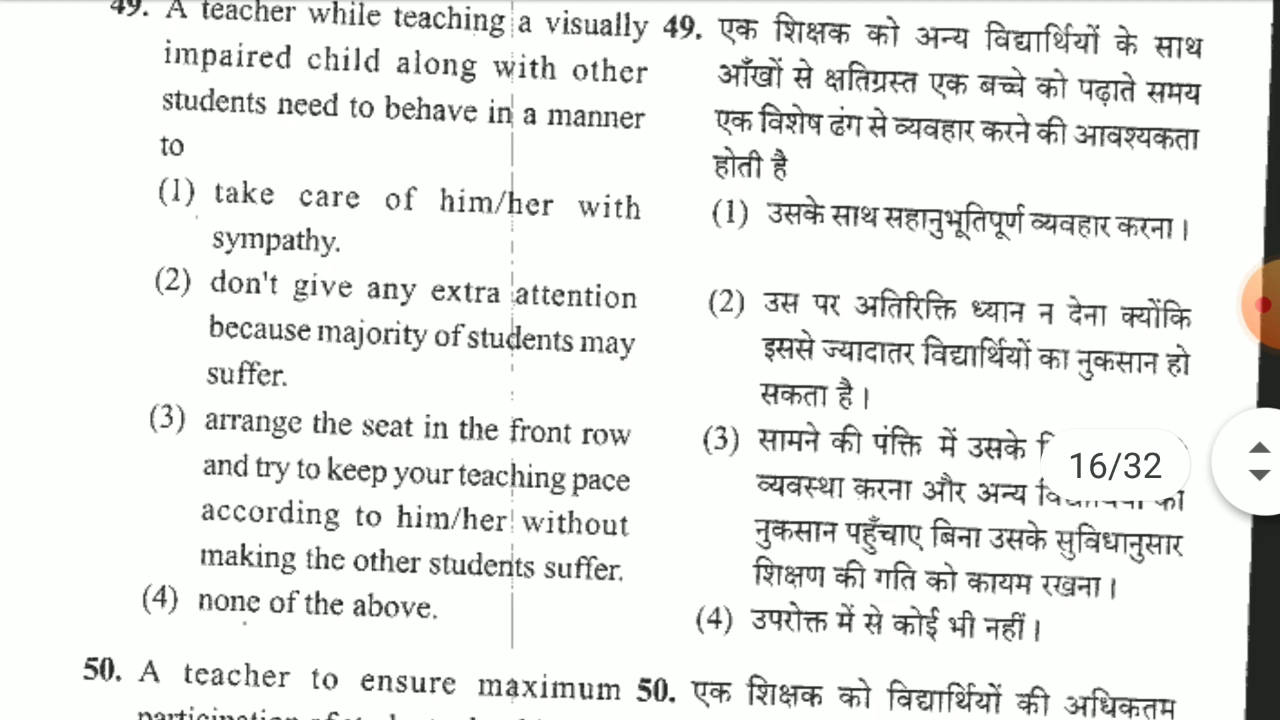 49. A teacher while teaching a visually
impaired child along with other
students need to behave in a manner
to
(1) take care of him/her with
sympathy.
(2) don't give any extra attention
because majority of students may
suffer.
(3) arrange the seat in the front row
and try to keep your teaching pace
according to him/her without
making the other students suffer.
(4) none of the above.
50. A teacher to ensure maximum
49. एक शिक्षक को अन्य विद्यार्थियों के साथ
आँखों से क्षतिग्रस्त एक बच्चे को पढ़ाते समय
एक विशेष ढंग से व्यवहार करने की आवश्यकता
होती है
(1) उसके साथ सहानुभूतिपूर्ण व्यवहार करना।
(2) उस पर अतिरिक्ति ध्यान न देना क्योंकि
इससे ज्यादातर विद्यार्थियों का नुकसान हो
सकता है।
(3) सामने की पंक्ति में उसके
व्यवस्था करना और अन्य
नुकसान पहुँचाए बिना उसके सुविधानुसार
शिक्षण की गति को कायम रखना।
(4) उपरोक्त में से कोई भी नहीं।
50. एक शिक्षक को विद्यार्थियों की अधिकतम
16/32